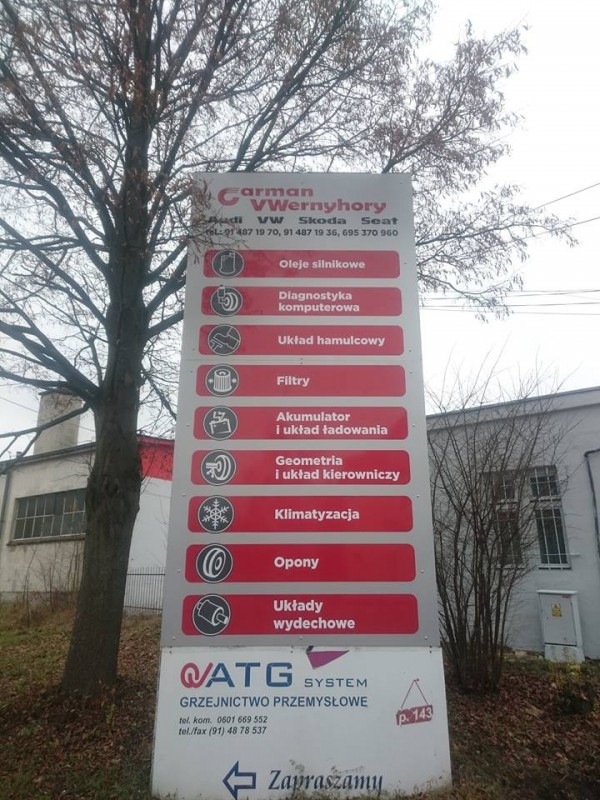 Carman
VWernyhory
Audi VW Skoda Seat
tel.: 91 487 19 70, 91 487 19 36, 695 370 960
Oleje silnikowe
Diagnostyka
komputerowa
Układ hamulcowy
Filtry
Akumulator
i układ ładowania
Geometria
i układ kierowniczy
Klimatyzacja
Opony
Układy
wydechowe
ATG SYSTEM
GRZEJNICTWO PRZEMYSŁOWE
tel. kom. 0601 669 552
tel./fax (91) 48 78 537
p. 143
Zapraszamy